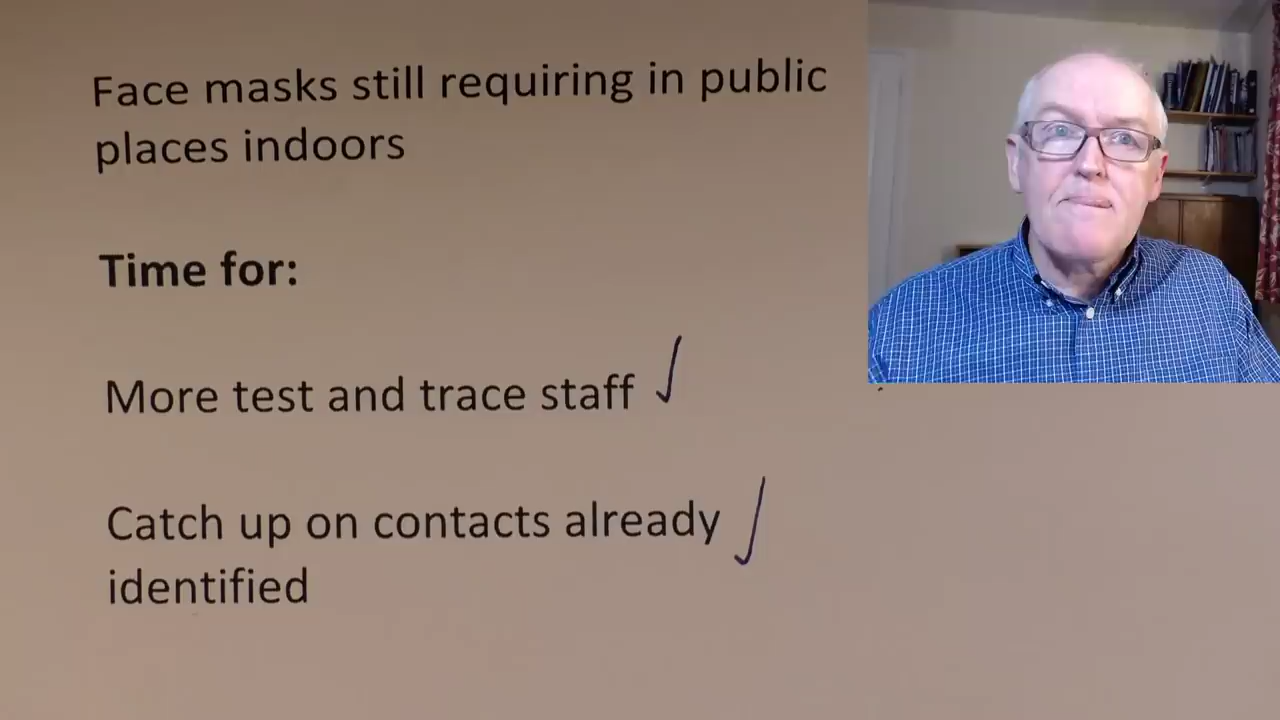 Face masks still requiring in public
places indoors
Time for:
More test and trace staff
Catch up on contacts already
identified